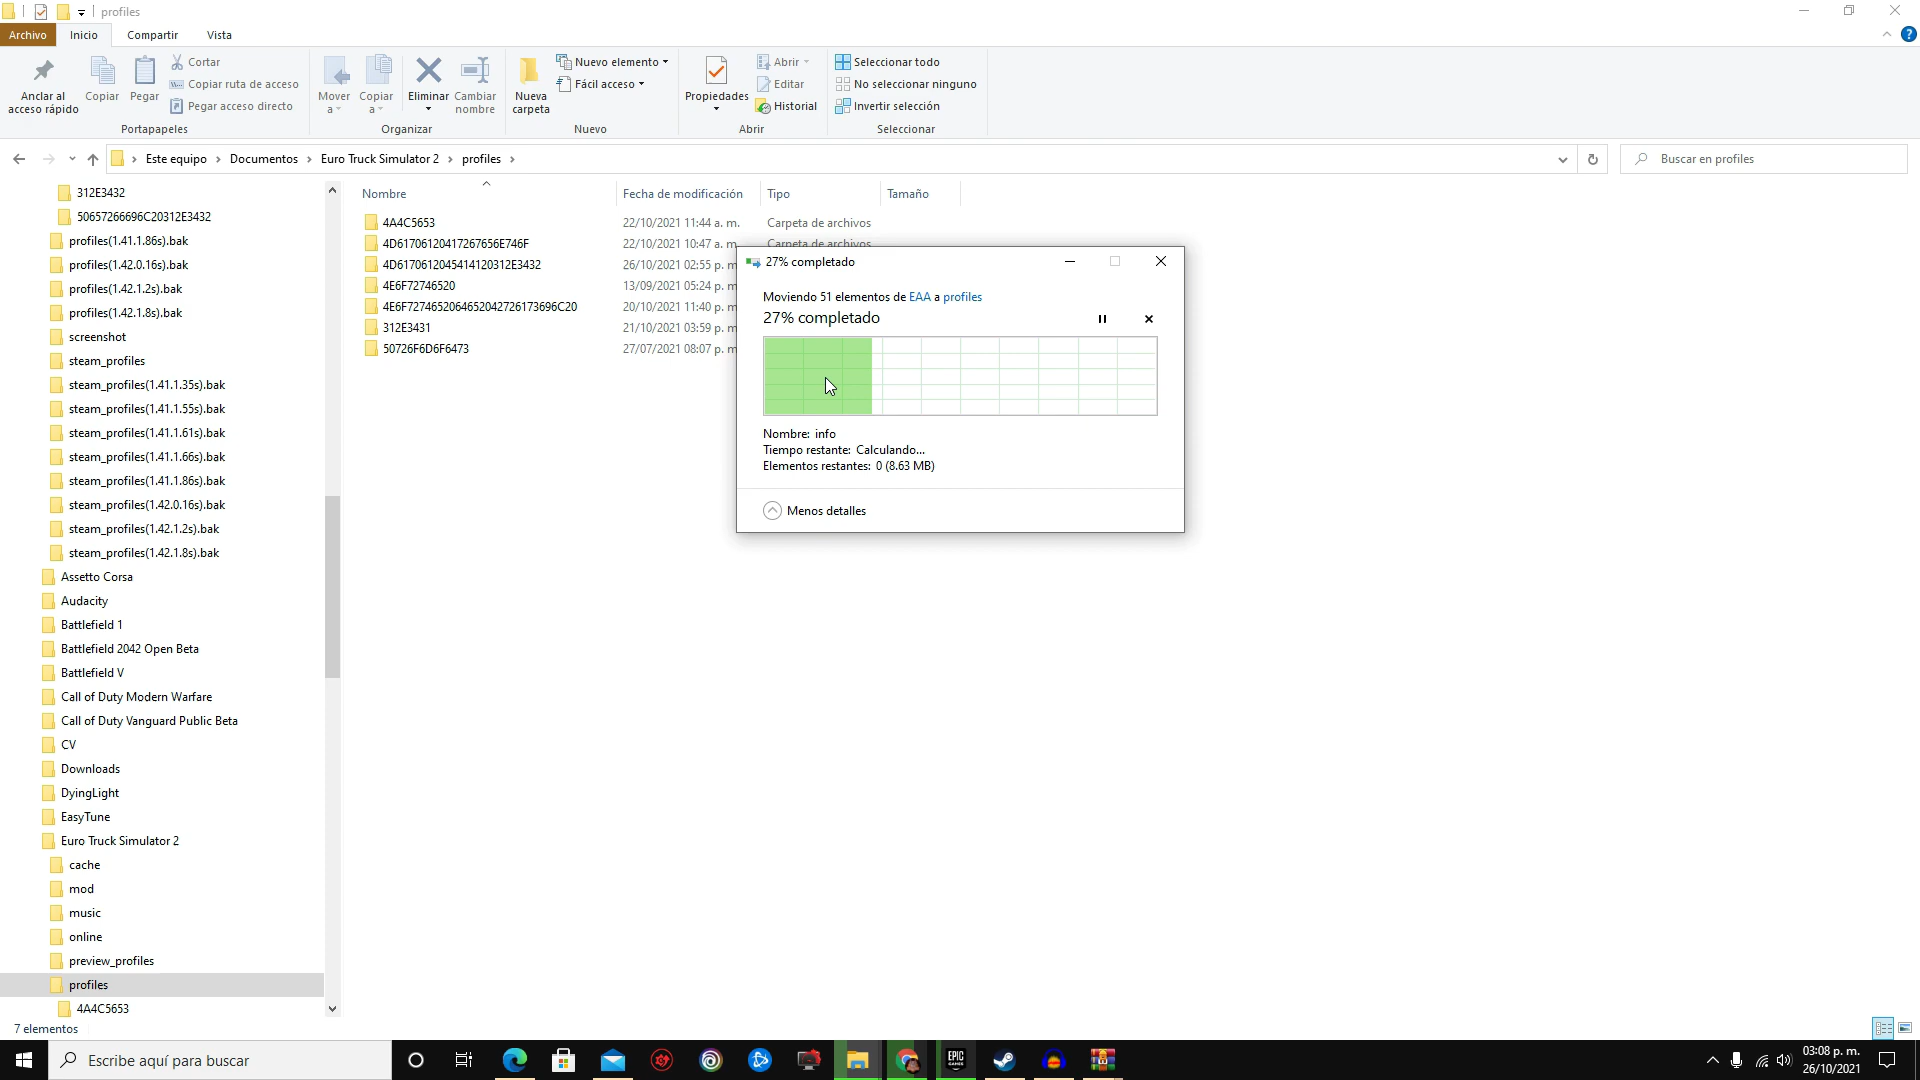 profiles
Archivo Inicio Compartir Vista
Anclar al acceso rápido
Copiar
Pegar
Cortar
Copiar ruta de acceso
Pegar acceso directo
Portapapeles
Mover a
Copiar a
Eliminar
Cambiar nombre
Organizar
Nueva carpeta
Nuevo elemento
Fácil acceso
Nuevo
Propiedades
Abrir
Editar
Historial
Abrir
Seleccionar todo
No seleccionar ninguno
Invertir selección
Seleccionar
Este equipo › Documentos › Euro Truck Simulator 2 › profiles ›
Buscar en profiles
312E3432
50657266696C20312E3432
profiles(1.41.1.86s).bak
profiles(1.42.0.16s).bak
profiles(1.42.1.2s).bak
profiles(1.42.1.8s).bak
screenshot
steam_profiles
steam_profiles(1.41.1.35s).bak
steam_profiles(1.41.1.55s).bak
steam_profiles(1.41.1.61s).bak
steam_profiles(1.41.1.66s).bak
steam_profiles(1.41.1.86s).bak
steam_profiles(1.42.0.16s).bak
steam_profiles(1.42.1.2s).bak
steam_profiles(1.42.1.8s).bak
Assetto Corsa
Audacity
Battlefield 1
Battlefield 2042 Open Beta
Battlefield V
Call of Duty Modern Warfare
Call of Duty Vanguard Public Beta
CV
Downloads
DyingLight
EasyTune
Euro Truck Simulator 2
cache
mod
music
online
preview_profiles
profiles
4A4C5653
Nombre Fecha de modificación Tipo Tamaño
4A4C5653 22/10/2021 11:44 a. m. Carpeta de archivos
4D61706120417267656E746F 22/10/2021 10:47 a. m. Carpeta de archivos
4D6170612045414120312E3432 26/10/2021 02:55 p. m
4E6F72746520 13/09/2021 05:24 p. m
4E6F7274652064652042726173696C20 20/10/2021 11:40 p. m
312E3431 21/10/2021 03:59 p. m
50726F6D6F6473 27/07/2021 08:07 p. m
27% completado
Moviendo 51 elementos de EAA a profiles
27% completado
Nombre: info
Tiempo restante: Calculando...
Elementos restantes: 0 (8.63 MB)
Menos detalles
7 elementos
Escribe aquí para buscar
EPIC GAMES
03:08 p. m.
26/10/2021